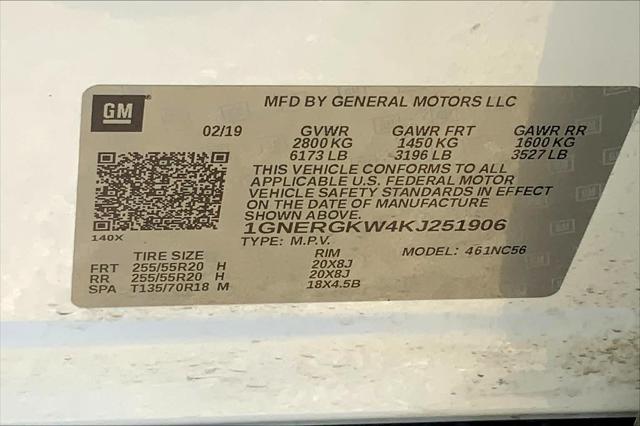 GM
MFD BY GENERAL MOTORS LLC
02/19 GVWR GAWR FRT GAWR RR
2800 KG 1450 KG 1600 KG
6173 LB 3196 LB 3527 LB
THIS VEHICLE CONFORMS TO ALL
APPLICABLE U.S. FEDERAL MOTOR
VEHICLE SAFETY STANDARDS IN EFFECT
ON THE DATE OF MANUFACTURE
SHOWN ABOVE.
140X
1GNERGKW4KJ251906
TYPE: M.P.V. MODEL: 461NC56
TIRE SIZE RIM
FRT 255/55R20 H 20X8J
RR 255/55R20 H 20X8J
SPA T135/70R18 M 18X4.5B